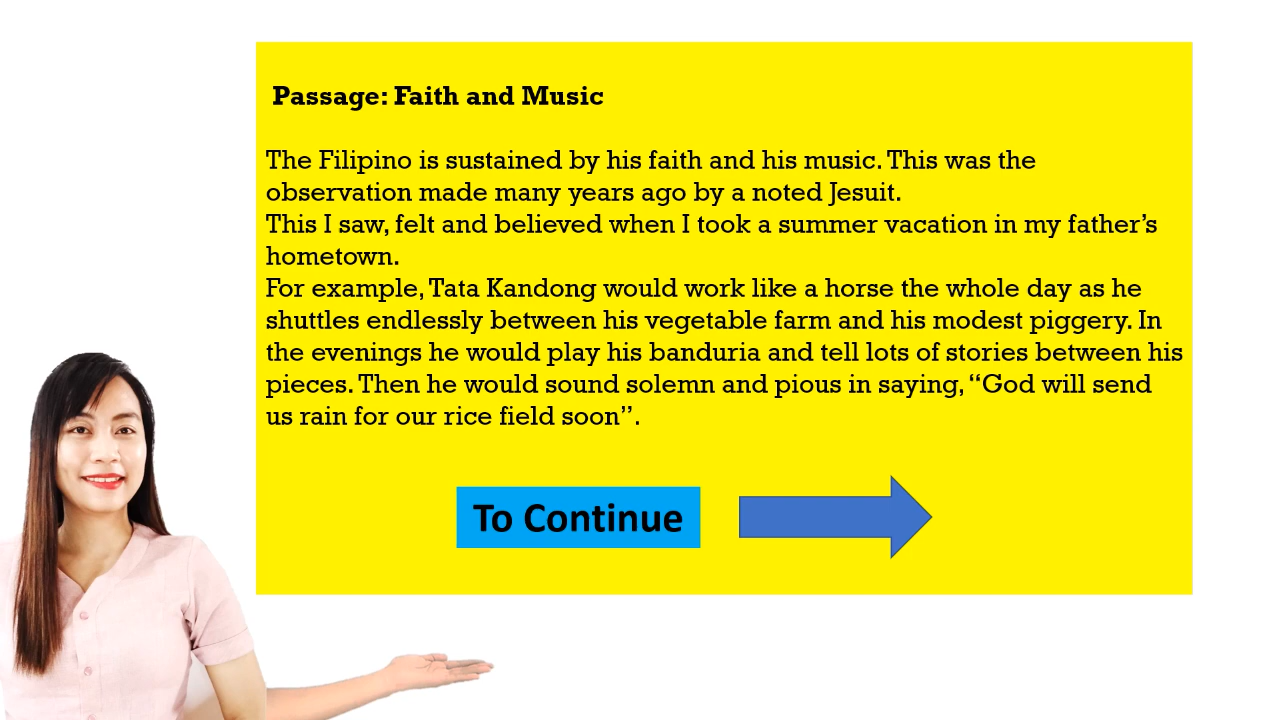 Passage: Faith and Music
The Filipino is sustained by his faith and his music. This was the
observation made many years ago by a noted Jesuit.
This I saw, felt and believed when I took a summer vacation in my father’s
hometown.
For example, Tata Kandong would work like a horse the whole day as he
shuttles endlessly between his vegetable farm and his modest piggery. In
the evenings he would play his banduria and tell lots of stories between his
pieces. Then he would sound solemn and pious in saying, “God will send
us rain for our rice field soon”.
To Continue